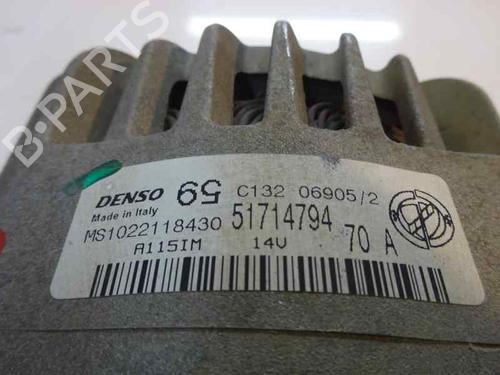 B-PARTS
DENSO 59 C132 06905/2
Made in Italy
MS1022118430 51714794
A115IM 14V 70 A